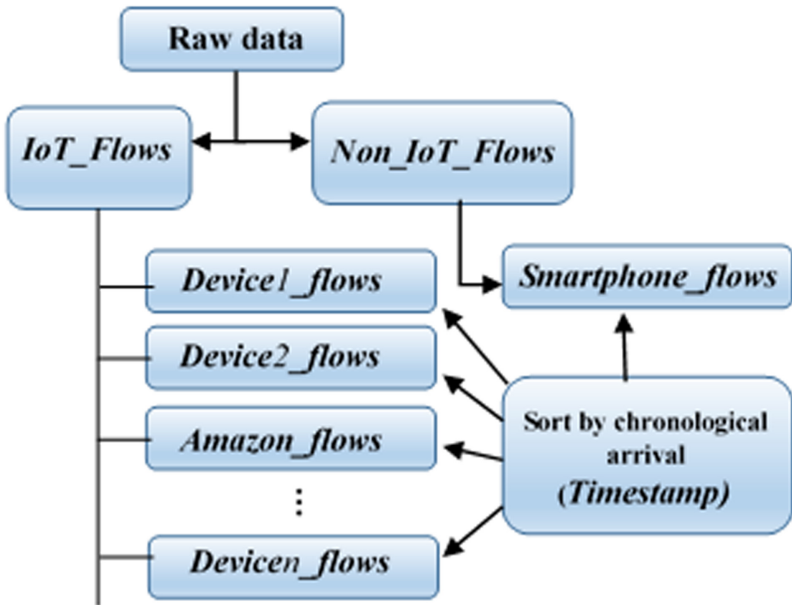 Raw data
IoT_Flows
Non_IoT_Flows
Device1_flows
Smartphone_flows
Device2_flows
Amazon_flows
⋮
Devicen_flows
Sort by chronological
arrival
(Timestamp)